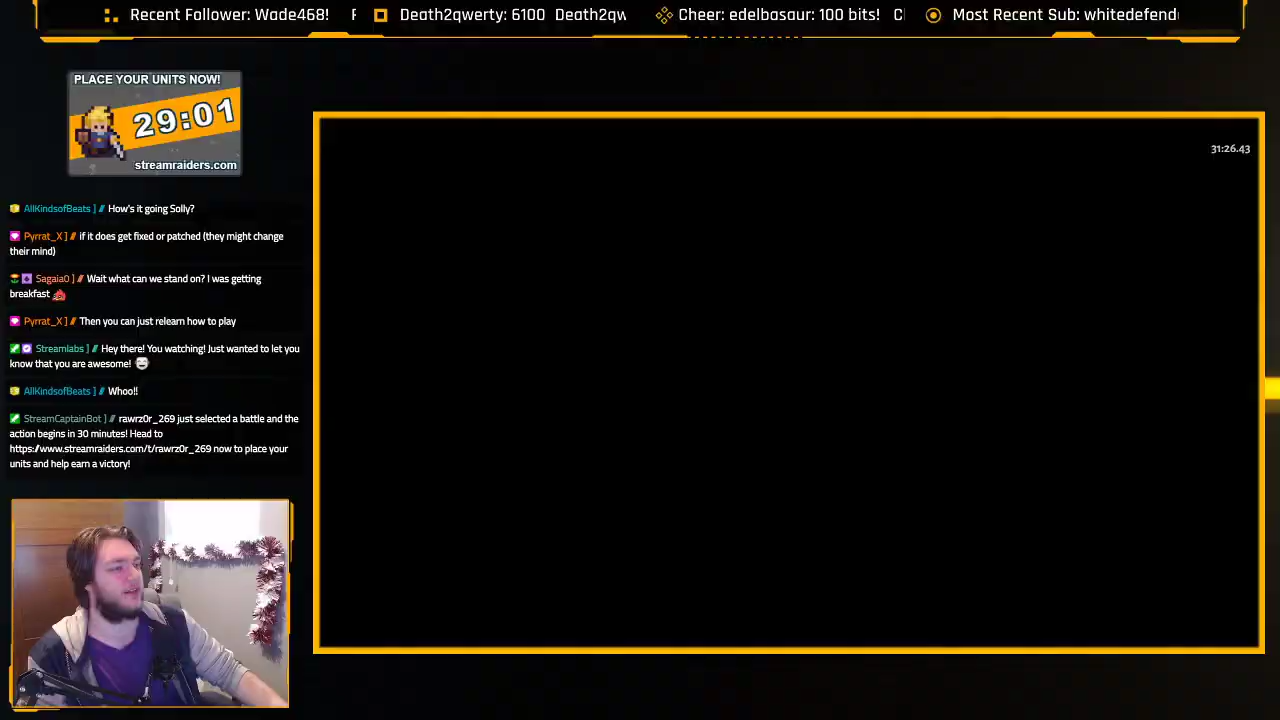 Recent Follower: Wade468!
Death2qwerty: 6100 Death2qw
Cheer: edelbasaur: 100 bits!
Most Recent Sub: whitedefend
PLACE YOUR UNITS NOW!
29:01
streamraiders.com
31:26.43
AllKindsofBeats ] // How's it going Solly?
Pyrrat_X ] // if it does get fixed or patched (they might change
their mind)
Sagaia0 ] // Wait what can we stand on? I was getting
breakfast
Pyrrat_X ] // Then you can just relearn how to play
Streamlabs ] // Hey there! You watching! Just wanted to let you
know that you are awesome!
AllKindsofBeats ] // Whoo!!
StreamCaptainBot ] // rawrz0r_269 just selected a battle and the
action begins in 30 minutes! Head to
https://www.streamraiders.com/t/rawrz0r_269 now to place your
units and help earn a victory!